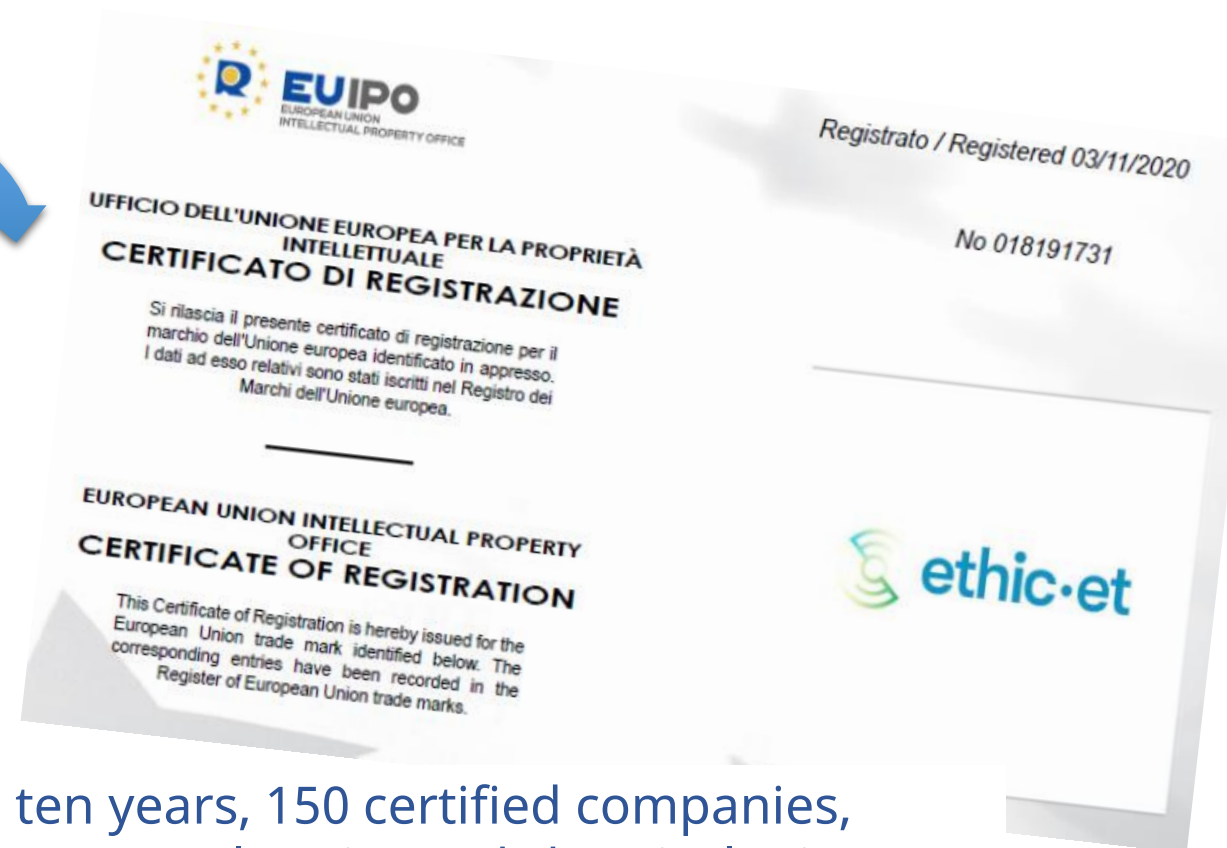 EUIPO
EUROPEAN UNION
INTELLECTUAL PROPERTY OFFICE
Registrato / Registered 03/11/2020
No 018191731
UFFICIO DELL'UNIONE EUROPEA PER LA PROPRIETÀ
INTELLETTUALE
CERTIFICATO DI REGISTRAZIONE
Si rilascia il presente certificato di registrazione per il
marchio dell'Unione europea identificato in appresso.
I dati ad esso relativi sono stati iscritti nel Registro dei
Marchi dell'Unione europea.
EUROPEAN UNION INTELLECTUAL PROPERTY
OFFICE
CERTIFICATE OF REGISTRATION
This Certificate of Registration is hereby issued for the
European Union trade mark identified below. The
corresponding entries have been recorded in the
Register of European Union trade marks.
ethic·et
ten years, 150 certified companies,